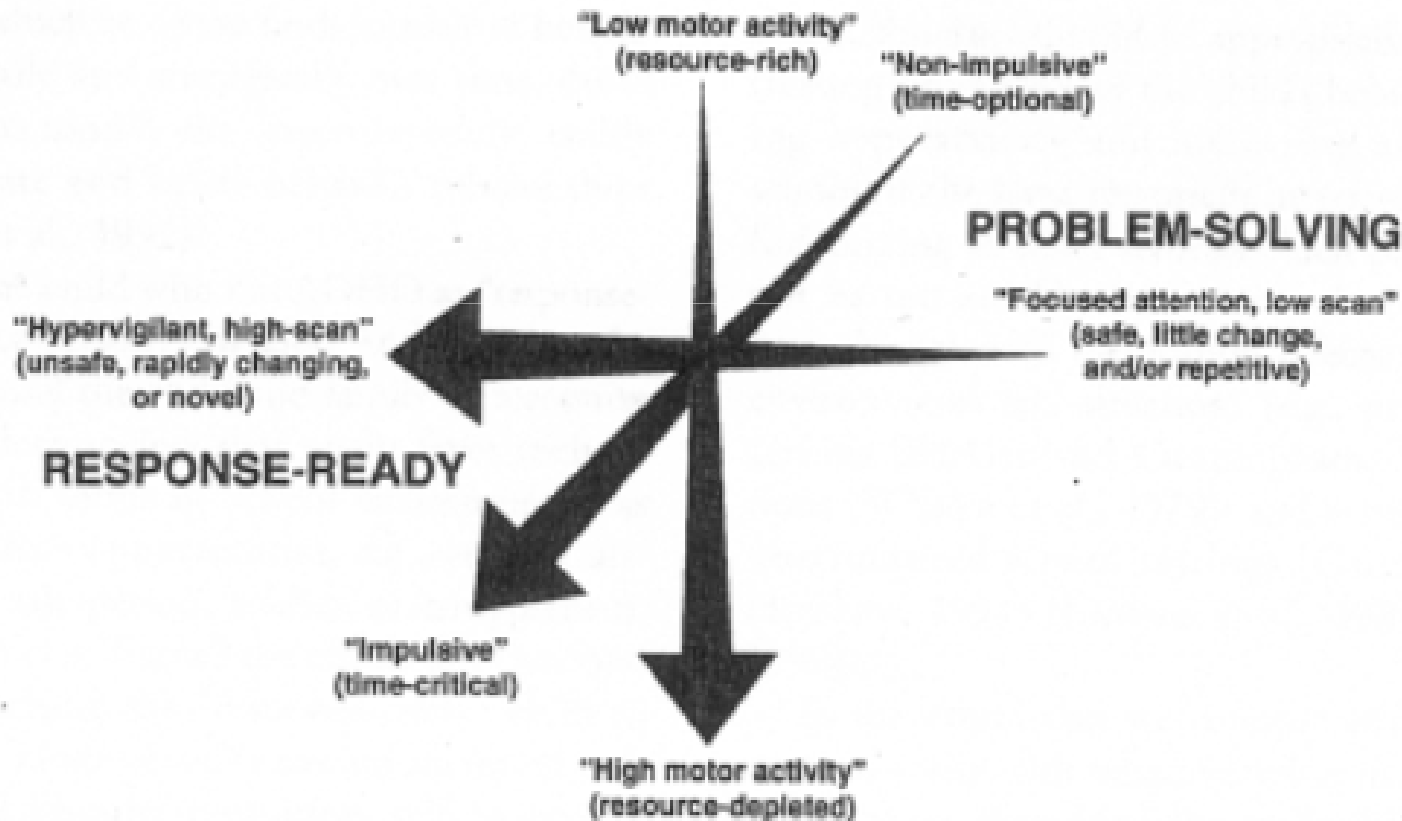 "Low motor activity"
(resource-rich)
"Non-impulsive"
(time-optional)
PROBLEM-SOLVING
"Focused attention, low scan"
(safe, little change,
and/or repetitive)
"Hypervigilant, high-scan"
(unsafe, rapidly changing,
or novel)
RESPONSE-READY
"Impulsive"
(time-critical)
"High motor activity"
(resource-depleted)